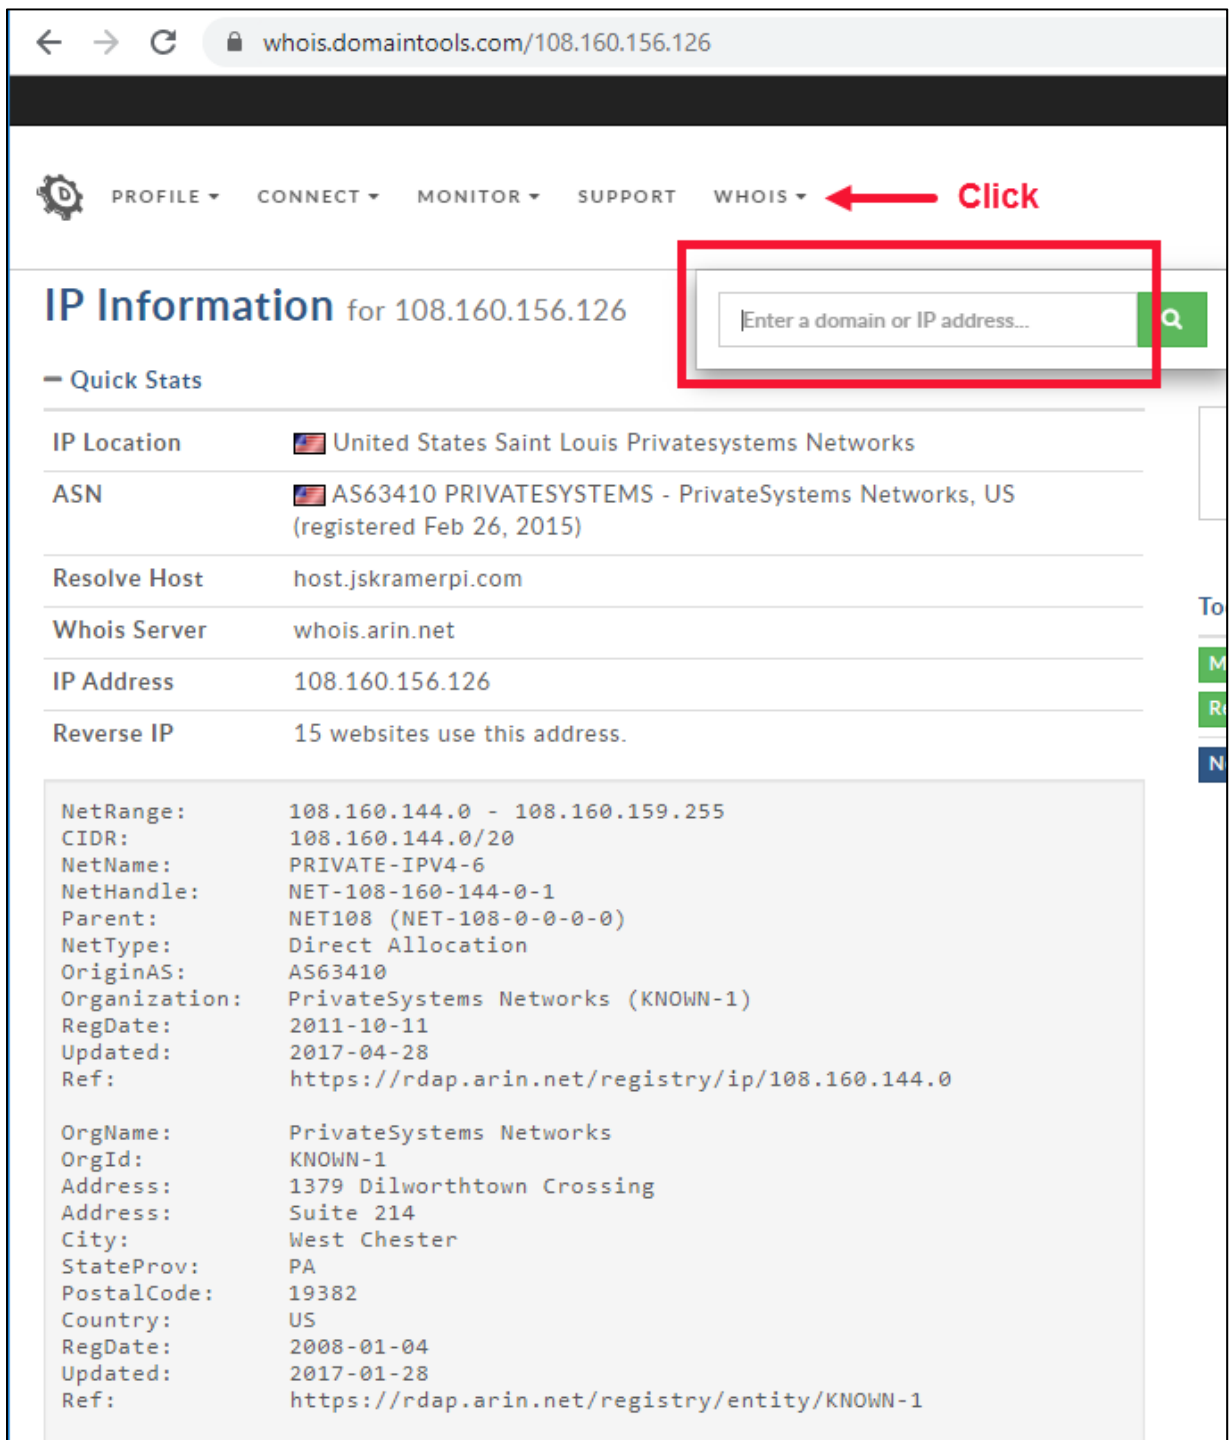 whois.domaintools.com/108.160.156.126
PROFILE CONNECT MONITOR SUPPORT WHOIS Click
IP Information for 108.160.156.126
Enter a domain or IP address...
Quick Stats
IP Location United States Saint Louis Privatesystems Networks
ASN AS63410 PRIVATESYSTEMS - PrivateSystems Networks, US
(registered Feb 26, 2015)
Resolve Host host.jskramerpi.com
Whois Server whois.arin.net
IP Address 108.160.156.126
Reverse IP 15 websites use this address.
NetRange: 108.160.144.0 - 108.160.159.255
CIDR: 108.160.144.0/20
NetName: PRIVATE-IPV4-6
NetHandle: NET-108-160-144-0-1
Parent: NET108 (NET-108-0-0-0-0)
NetType: Direct Allocation
OriginAS: AS63410
Organization: PrivateSystems Networks (KNOWN-1)
RegDate: 2011-10-11
Updated: 2017-04-28
Ref: https://rdap.arin.net/registry/ip/108.160.144.0
OrgName: PrivateSystems Networks
OrgId: KNOWN-1
Address: 1379 Dilworthtown Crossing
Address: Suite 214
City: West Chester
StateProv: PA
PostalCode: 19382
Country: US
RegDate: 2008-01-04
Updated: 2017-01-28
Ref: https://rdap.arin.net/registry/entity/KNOWN-1